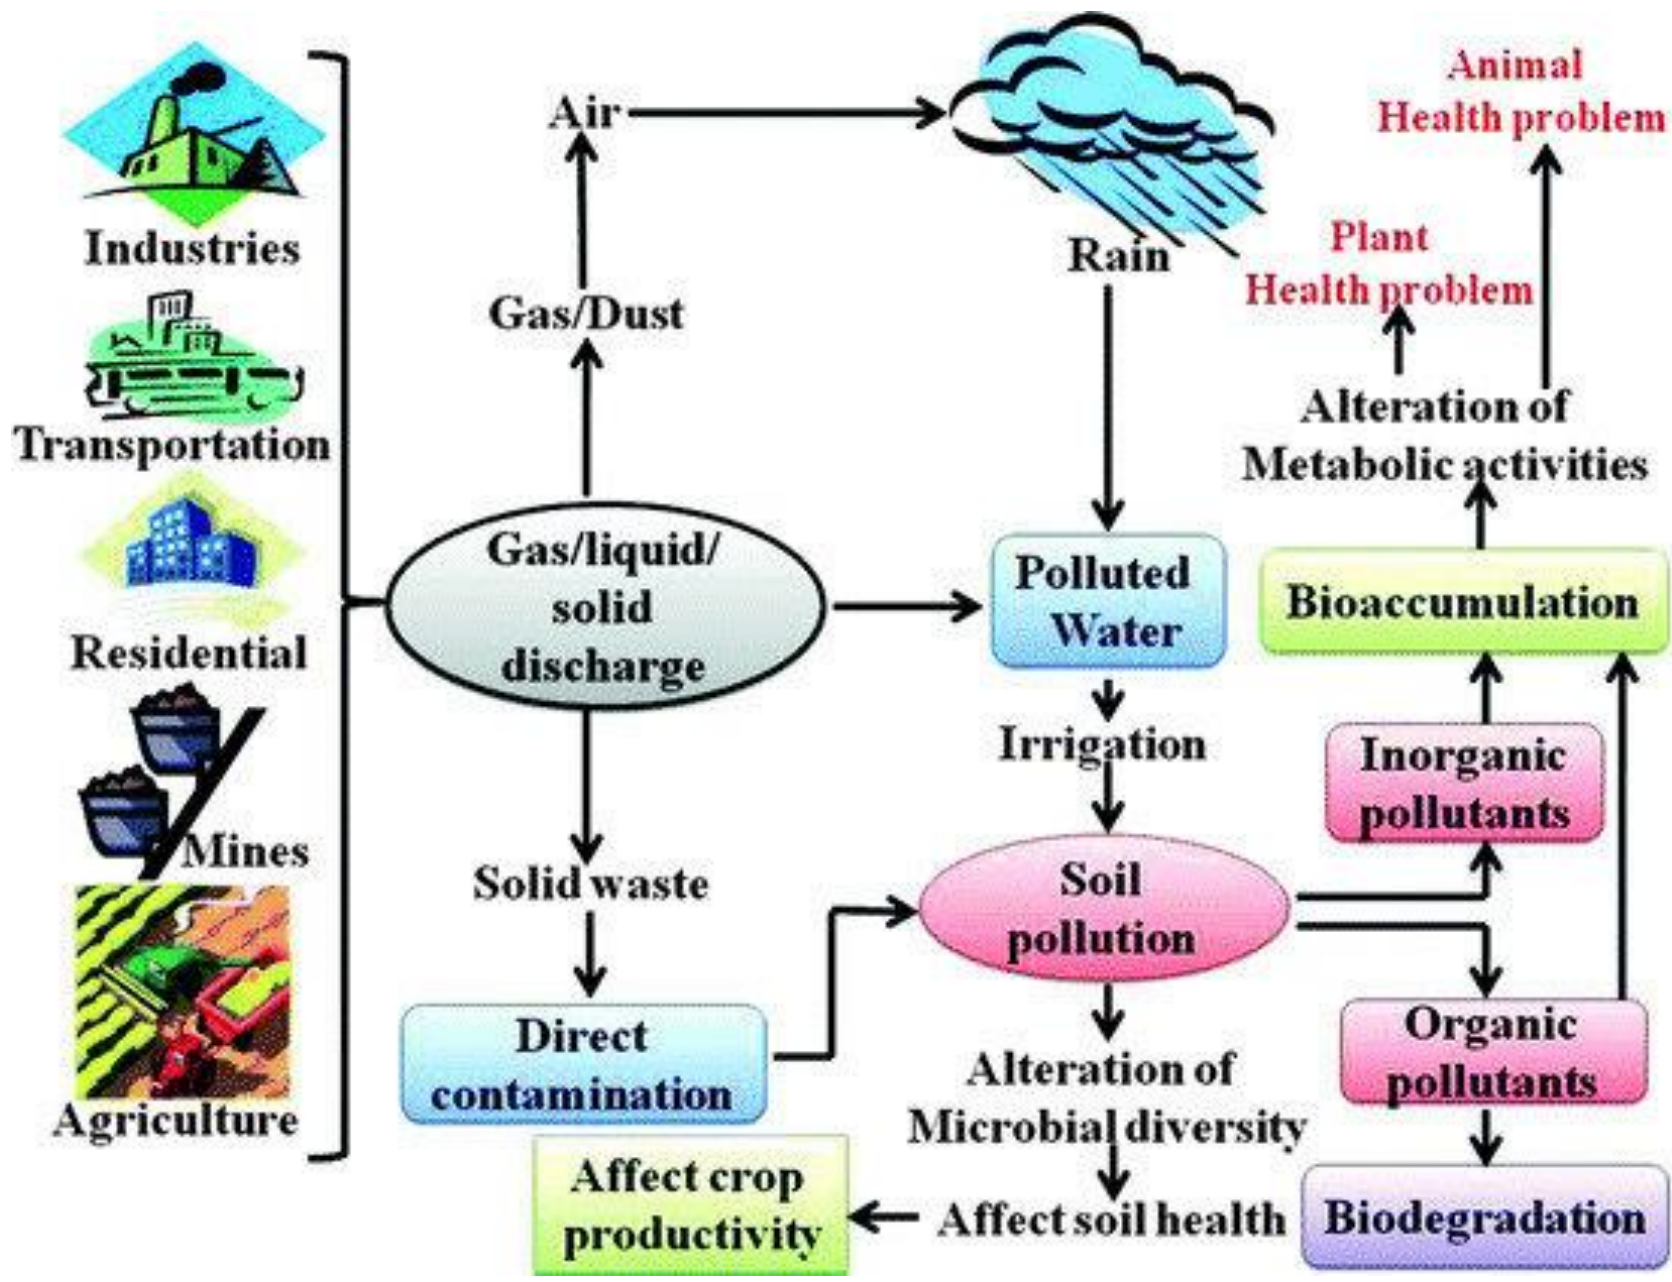 Industries
Transportation
Residential
Mines
Agriculture
Air
Gas/Dust
Gas/liquid/
solid
discharge
Solid waste
Direct
contamination
Rain
Polluted
Water
Irrigation
Soil
pollution
Alteration of
Microbial diversity
Affect soil health
Affect crop
productivity
Animal
Health problem
Plant
Health problem
Alteration of
Metabolic activities
Bioaccumulation
Inorganic
pollutants
Organic
pollutants
Biodegradation